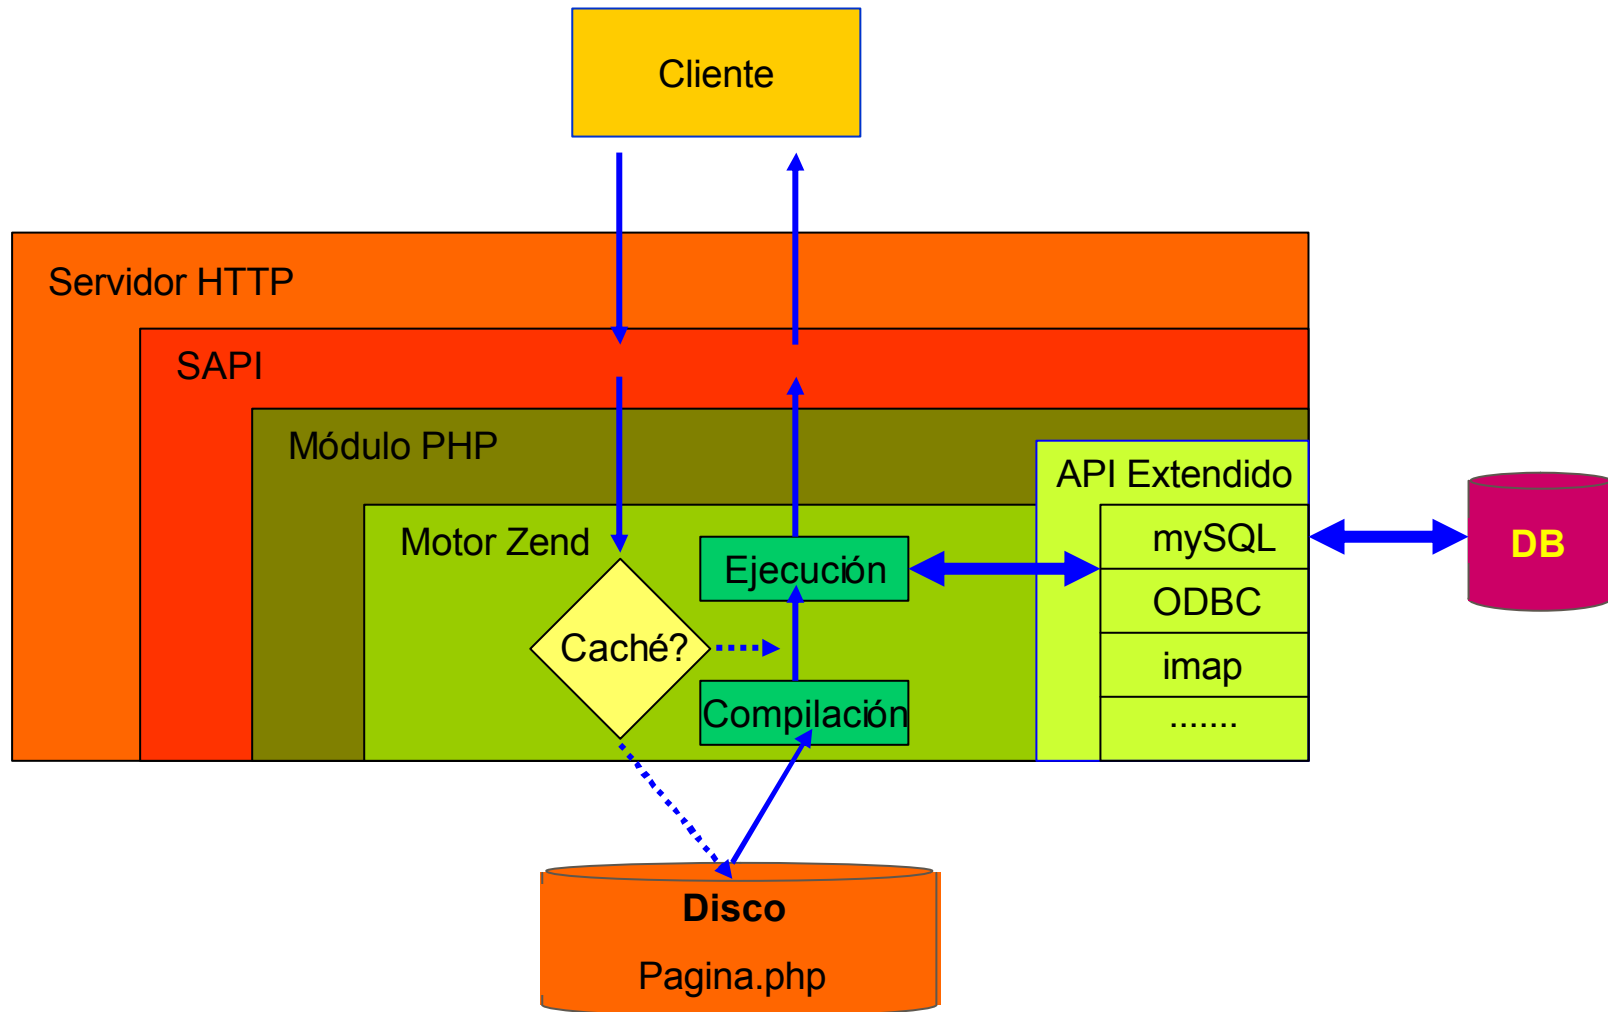 Cliente
Servidor HTTP
SAPI
Módulo PHP
API Extendido
Motor Zend
mySQL
Ejecución
DB
ODBC
Caché?
imap
Compilación
.......
Disco
Pagina.php